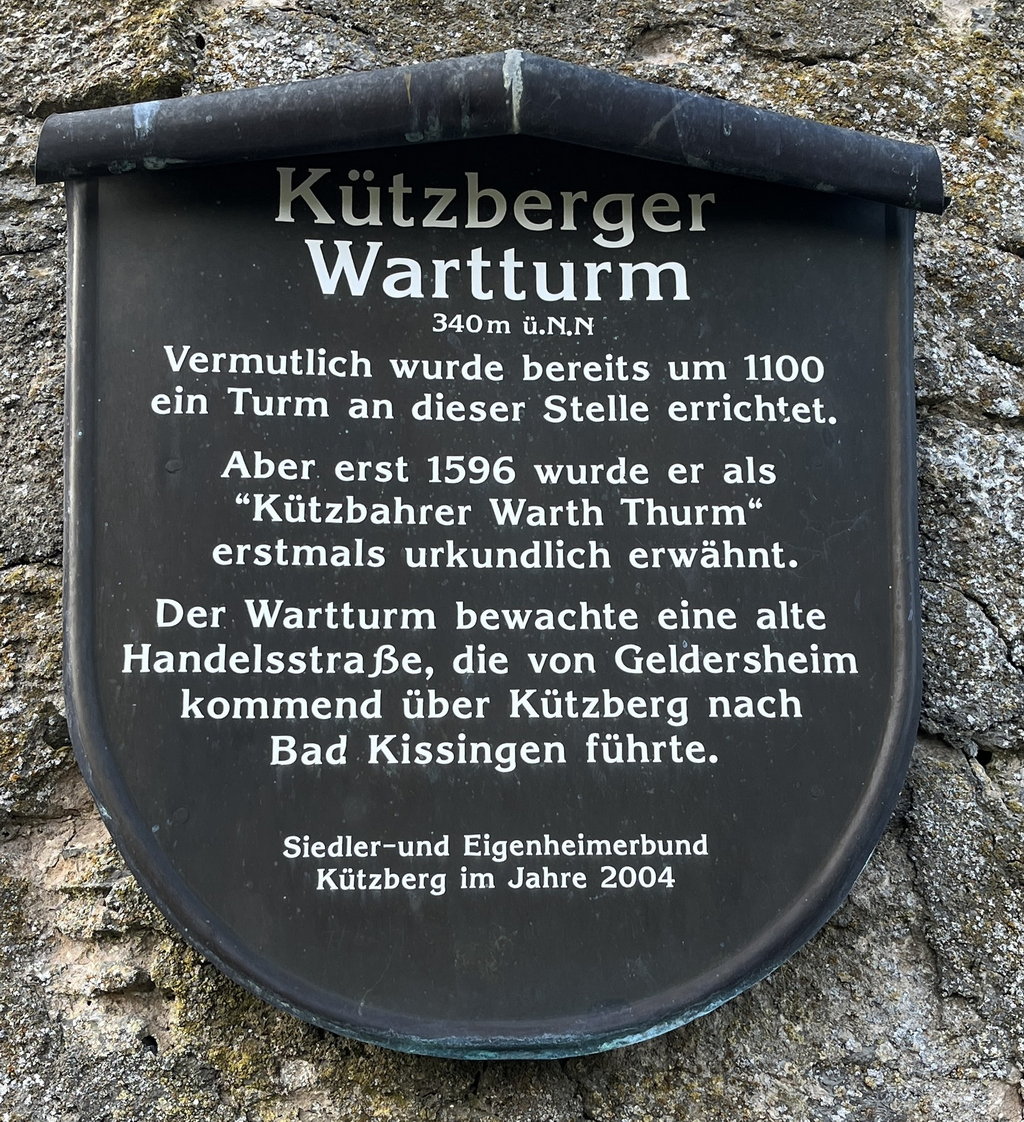 Kützberger
Wartturm
340m ü.N.N
Vermutlich wurde bereits um 1100
ein Turm an dieser Stelle errichtet.
Aber erst 1596 wurde er als
“Kützbahrer Warth Thurm“
erstmals urkundlich erwähnt.
Der Wartturm bewachte eine alte
Handelsstraße, die von Geldersheim
kommend über Kützberg nach
Bad Kissingen führte.
Siedler-und Eigenheimerbund
Kützberg im Jahre 2004